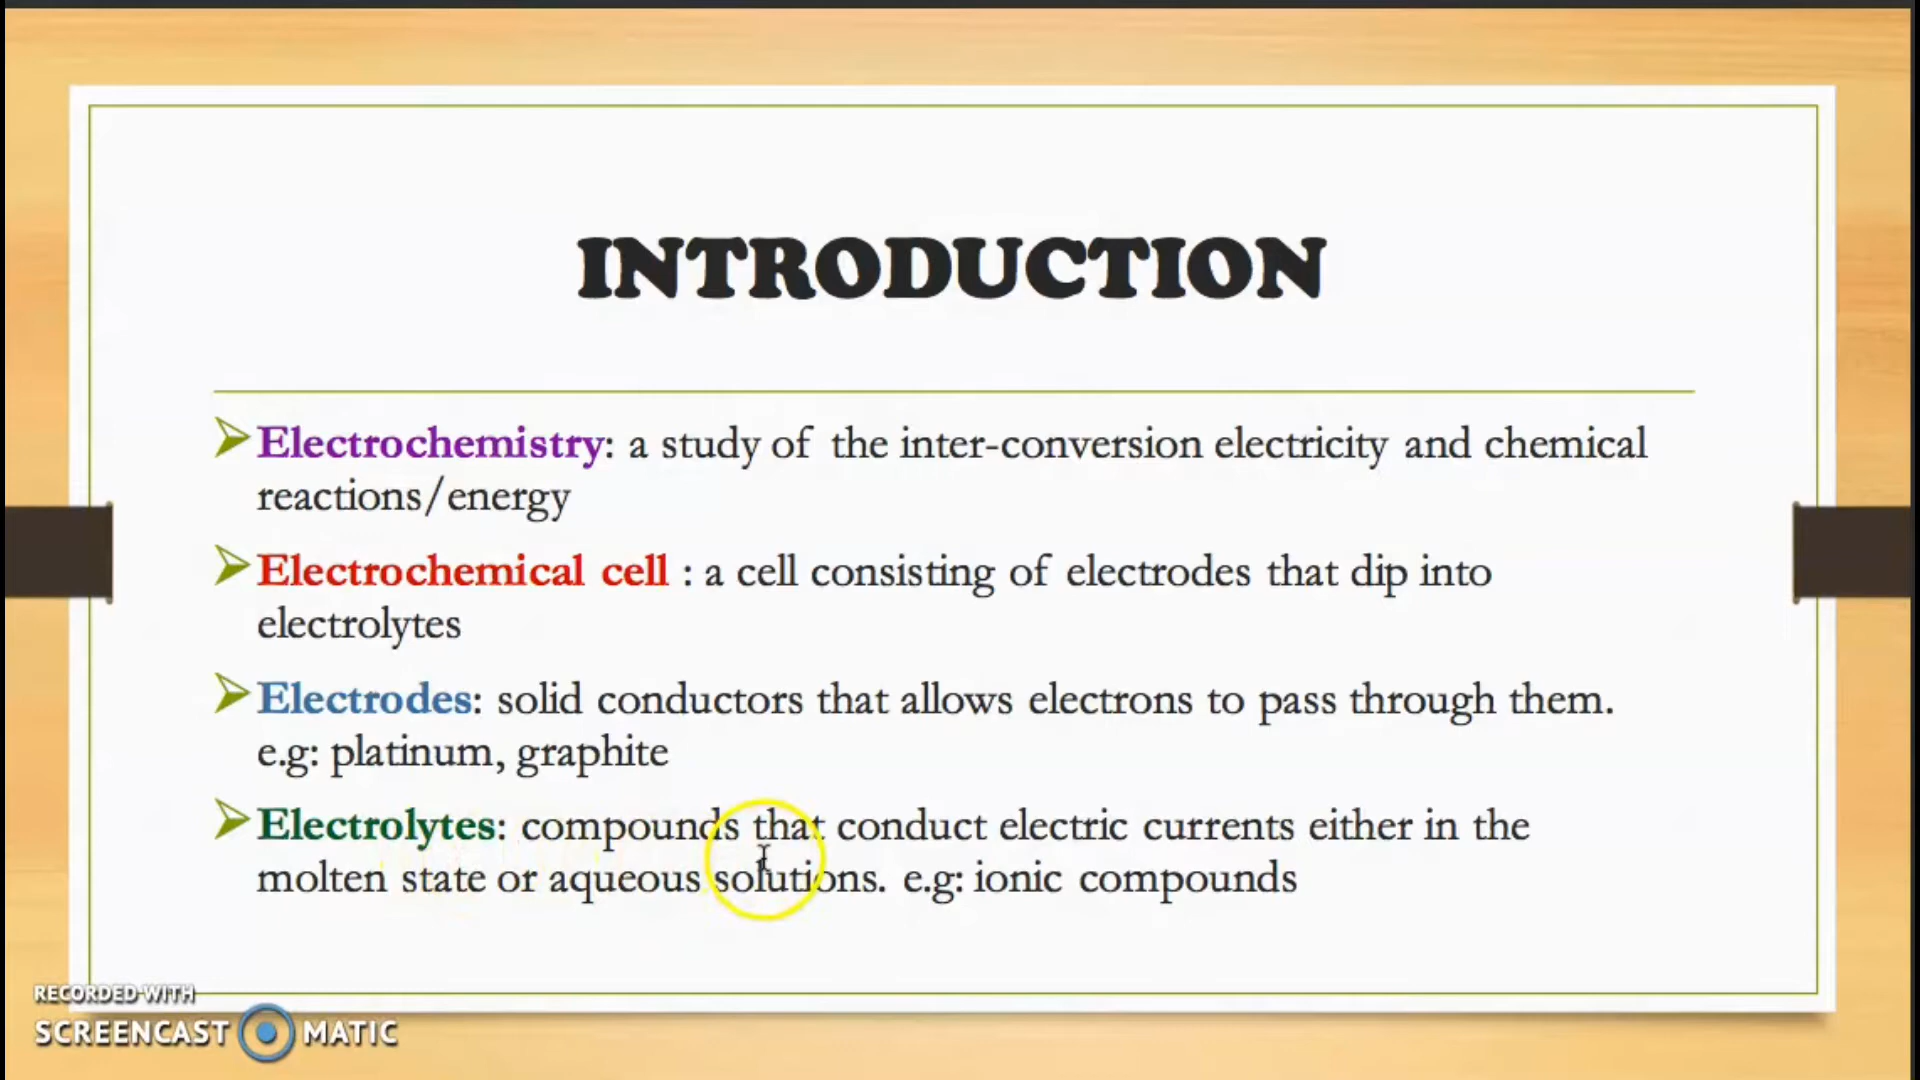 INTRODUCTION
Electrochemistry: a study of the inter-conversion electricity and chemical
reactions/energy
Electrochemical cell : a cell consisting of electrodes that dip into
electrolytes
Electrodes: solid conductors that allows electrons to pass through them.
e.g: platinum, graphite
Electrolytes: compounds that conduct electric currents either in the
molten state or aqueous solutions. e.g: ionic compounds
RECORDED WITH
SCREENCAST MATIC